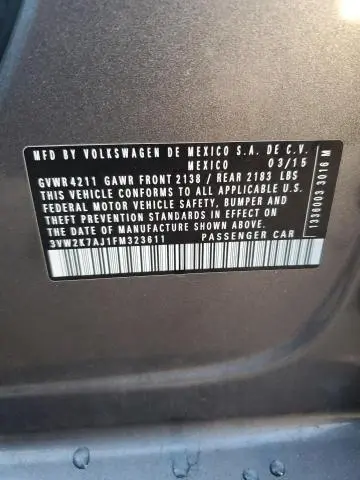 MFD BY VOLKSWAGEN DE MEXICO S.A. DE C.V.
MEXICO 03/15
GVWR 4211 GAWR FRONT 2138 / REAR 2183 LBS
THIS VEHICLE CONFORMS TO ALL APPLICABLE U.S.
FEDERAL MOTOR VEHICLE SAFETY, BUMPER AND
THEFT PREVENTION STANDARDS IN EFFECT ON
THE DATE OF MANUFACTURE SHOWN ABOVE.
3VW2K7AJ1FM323611 PASSENGER CAR
1336003 3016 M